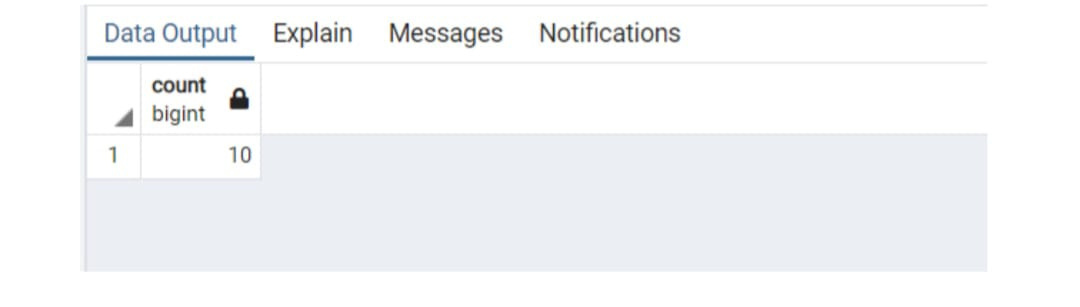 Data Output Explain Messages Notifications
count
bigint
1 10